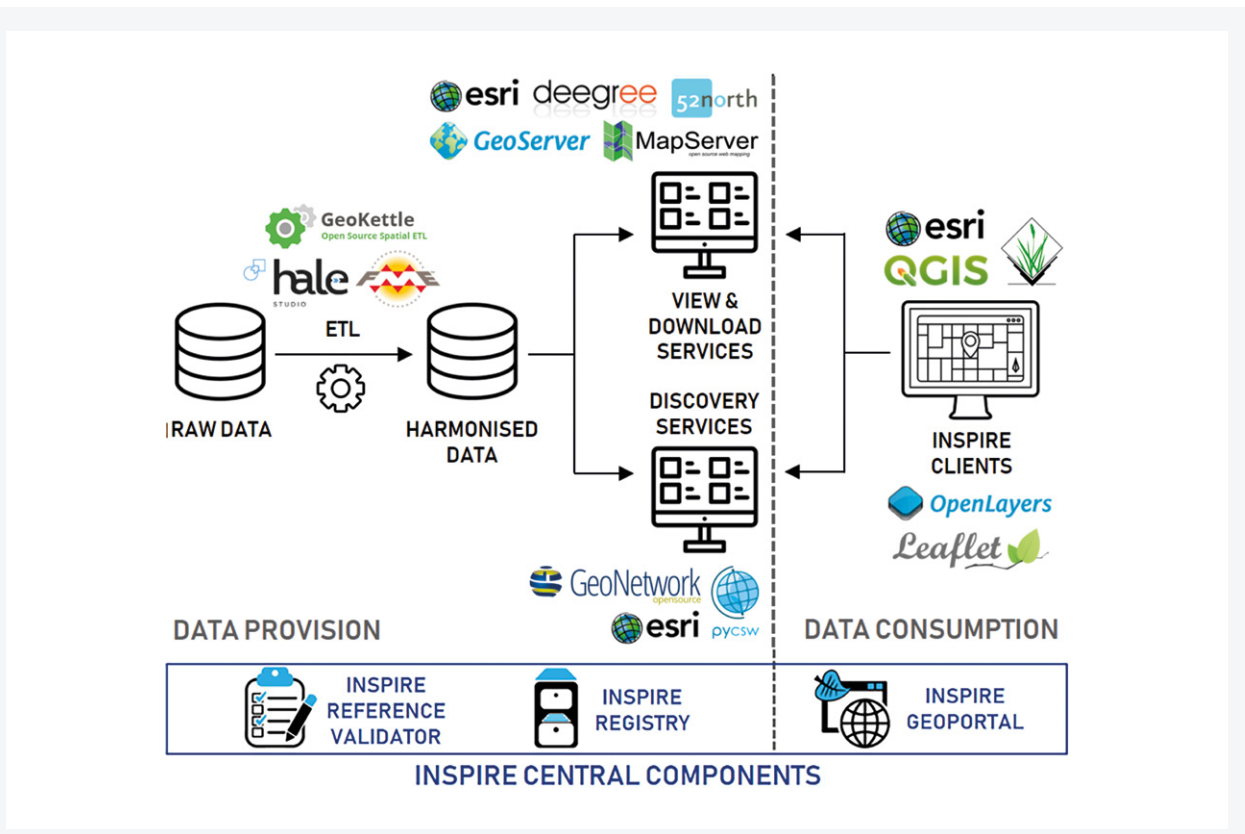 esri deegree 52north
GeoServer MapServer
open source web mapping
GeoKettle
Open Source Spatial ETL
hale
STUDIO
FME
ETL
RAW DATA
HARMONISED
DATA
VIEW &
DOWNLOAD
SERVICES
DISCOVERY
SERVICES
GeoNetwork
opensource
esri pycsw
esri
QGIS
INSPIRE
CLIENTS
OpenLayers
Leaflet
DATA PROVISION
DATA CONSUMPTION
INSPIRE
REFERENCE
VALIDATOR
INSPIRE
REGISTRY
INSPIRE
GEOPORTAL
INSPIRE CENTRAL COMPONENTS